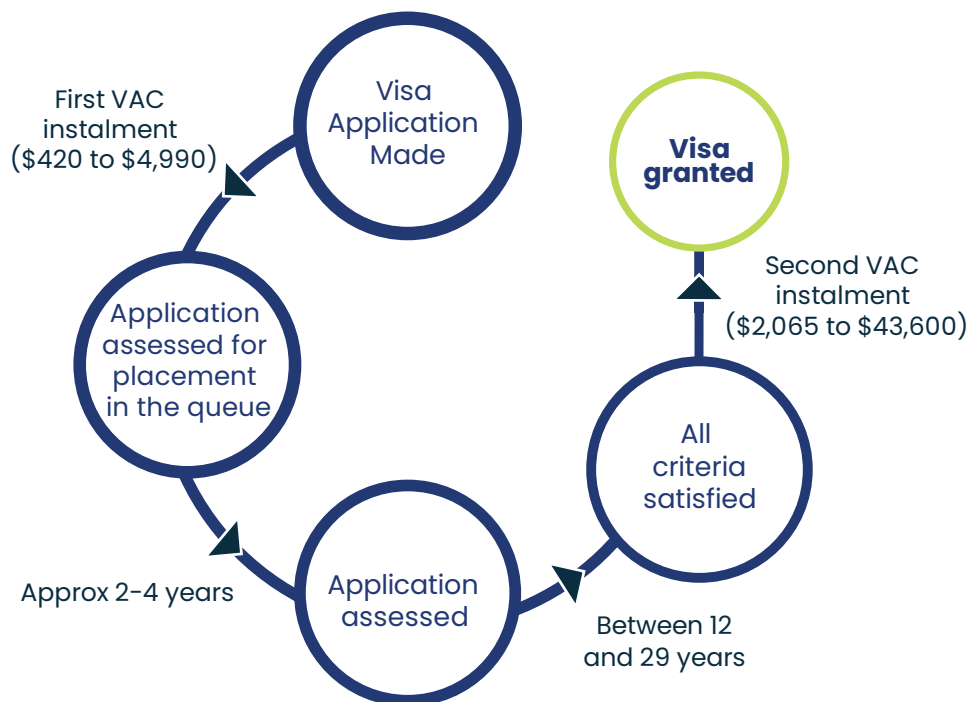 Visa
Application
Made
First VAC
instalment
($420 to $4,990)
Application
assessed for
placement
in the queue
Approx 2-4 years
Application
assessed
Between 12
and 29 years
All
criteria
satisfied
Second VAC
instalment
($2,065 to $43,600)
Visa
granted